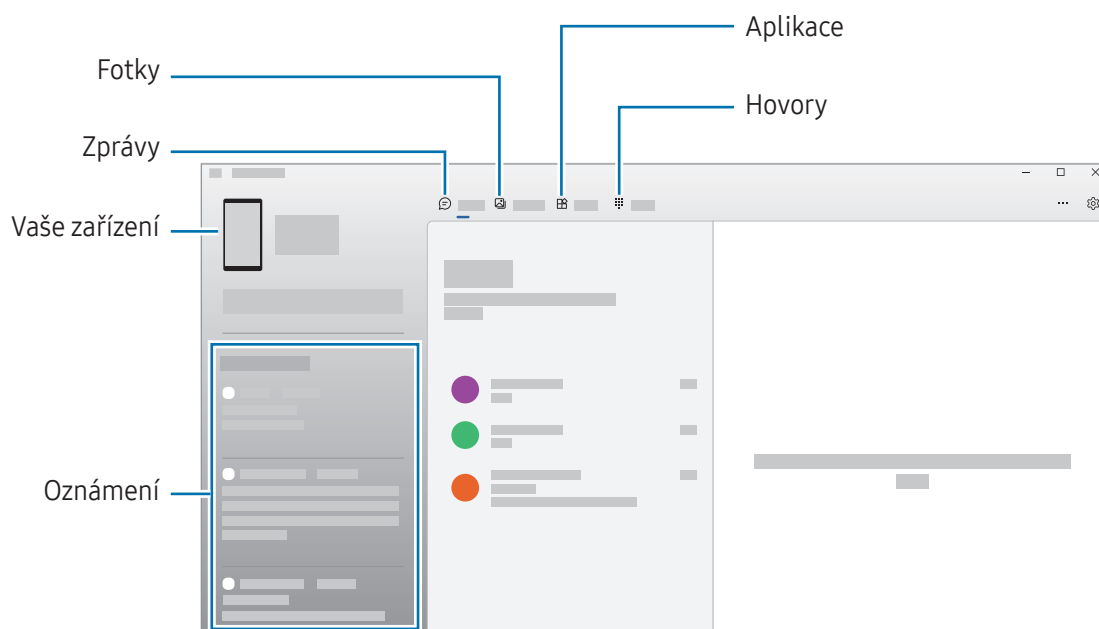 Aplikace
Fotky
Hovory
Zprávy
Vaše zařízení
Oznámení